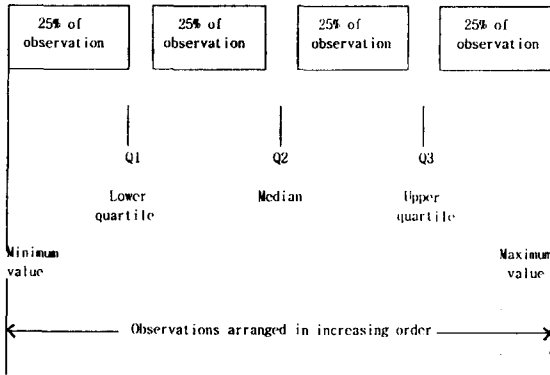 25% of 25% of 25% of 25% of
observation observation observation observation
Q1 Q2 Q3
Lower Median Upper
quartile quartile
Minimum Maximum
value value
Observations arranged in increasing order